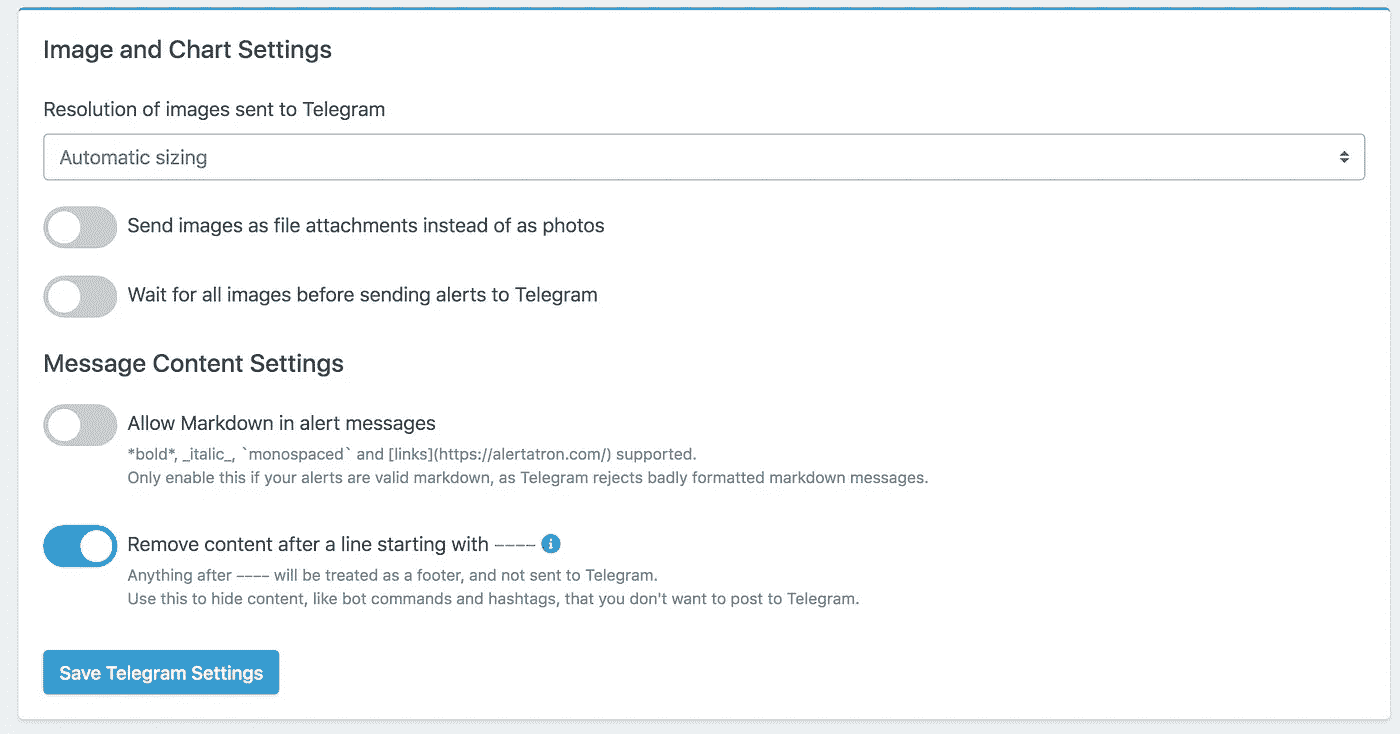 Image and Chart Settings
Resolution of images sent to Telegram
Automatic sizing
Send images as file attachments instead of as photos
Wait for all images before sending alerts to Telegram
Message Content Settings
Allow Markdown in alert messages
*bold*, _italic_, `monospaced` and [links](https://alertatron.com/) supported.
Only enable this if your alerts are valid markdown, as Telegram rejects badly formatted markdown messages.
Remove content after a line starting with ----
Anything after ---- will be treated as a footer, and not sent to Telegram.
Use this to hide content, like bot commands and hashtags, that you don't want to post to Telegram.
Save Telegram Settings